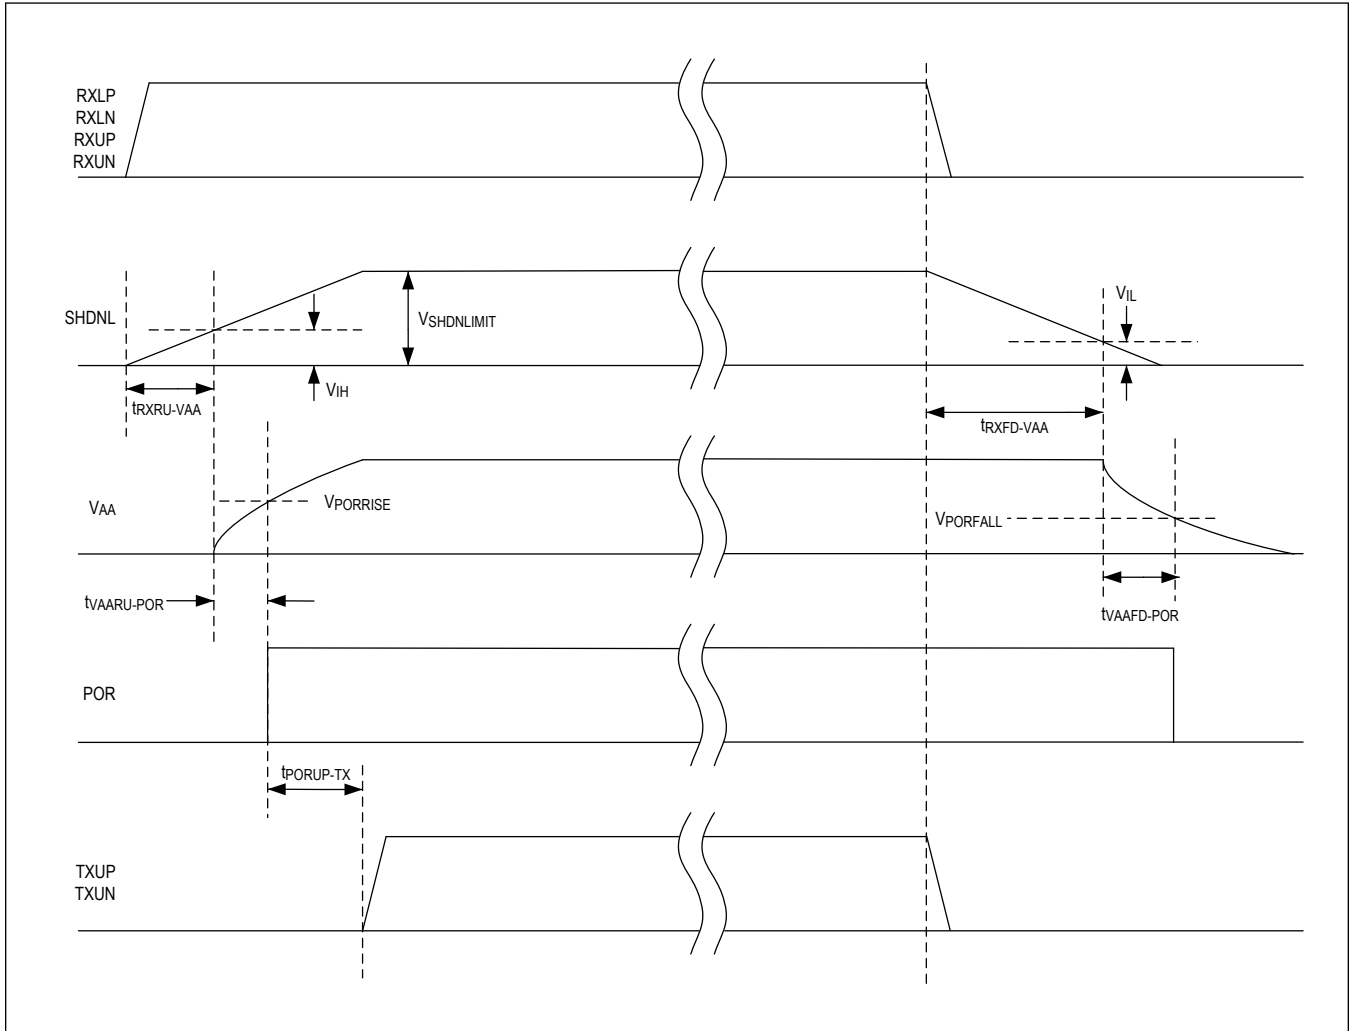 RXLP
RXLN
RXUP
RXUN
SHDNL
VSHDNLIMIT
VIL
VIH
tRXRU-VAA
tRXFD-VAA
VAA
VPORRISE
VPORFALL
tVAARU-POR
tVAAFD-POR
POR
tPORUP-TX
TXUP
TXUN